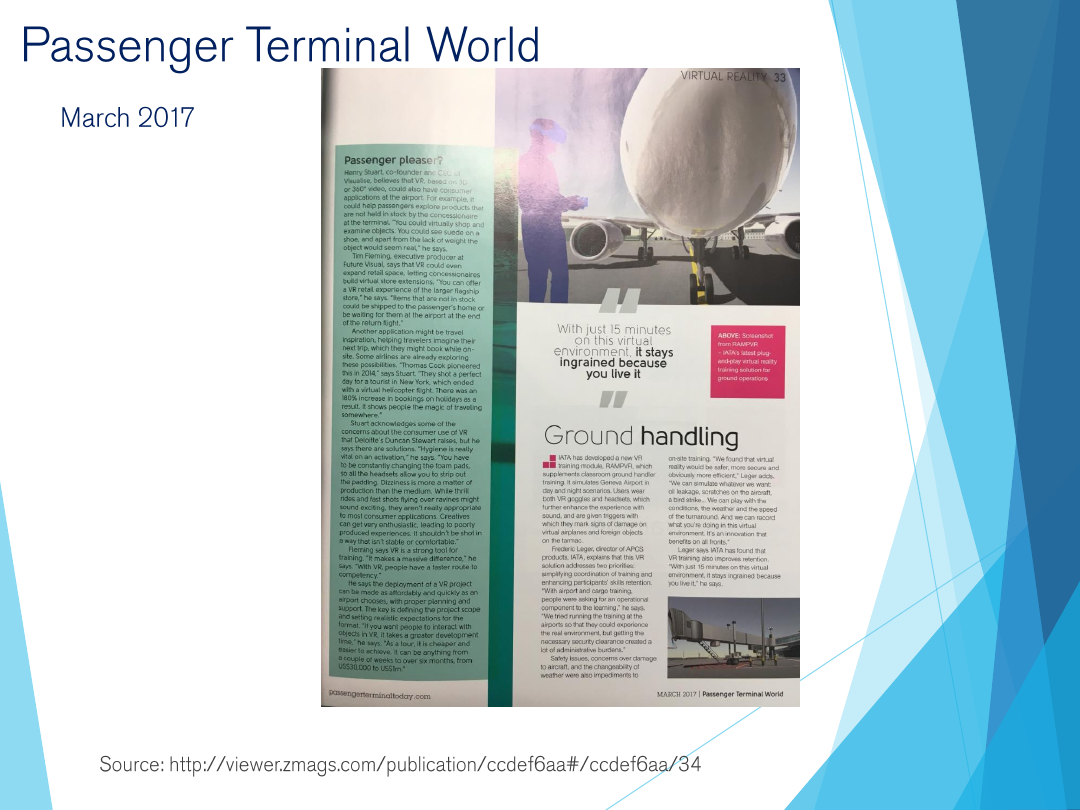 Passenger Terminal World
March 2017
VIRTUAL REALITY 33
Passenger pleaser?
Henry Stuart, co-founder and CEO of
Visualise, believes that VR, based on 3D
or 360° video, could also have consumer
applications at the airport. For example, it
could help passengers explore products that
are not held in stock by the concessionaire
at the terminal. "You could virtually shop and
examine objects. You could see suede on a
shoe, and apart from the lack of weight the
object would seem real," he says.
Tim Fleming, executive producer at
Future Visual, says that VR could even
expand retail space, letting concessionaires
build virtual store extensions. "You can offer
a VR retail experience of the larger flagship
store," he says. "Items that are not in stock
could be shipped to the passenger's home or
be waiting for them at the airport at the end
of the return flight."
Another application might be travel
inspiration, helping travelers imagine their
next trip, which they might book while on-
site. Some airlines are already exploring
these possibilities. "Thomas Cook pioneered
this in 2014," says Stuart. "They shot a perfect
day for a tourist in New York, which ended
with a virtual helicopter flight. There was an
180% increase in bookings on holidays as a
result. It shows people the magic of traveling
somewhere."
Stuart acknowledges some of the
concerns about the consumer use of VR
that Deloitte's Duncan Stewart raises, but he
says there are solutions. "Hygiene is really
vital on an activation," he says. "You have
to be constantly changing the foam pads,
so all the headsets allow you to strip out
the padding. Dizziness is more a matter of
production than the medium. While thrill
rides and fast shots flying over ravines might
sound exciting, they aren't really appropriate
to most consumer applications. Creatives
can get very enthusiastic, leading to poorly
produced experiences. It shouldn't be shot in
a way that isn't stable or comfortable."
Fleming says VR is a strong tool for
training. "It makes a massive difference," he
says. "With VR, people have a faster route to
competency."
He says the deployment of a VR project
can be made as affordably and quickly as an
airport chooses, with proper planning and
support. The key is defining the project scope
and setting realistic expectations for the
format. "If you want people to interact with
objects in VR, it takes a greater development
time," he says. "As a tour, it is cheaper and
easier to achieve. It can be anything from
a couple of weeks to over six months, from
US$30,000 to US$1m."
passengerterminaltoday.com
"
With just 15 minutes
on this virtual
environment, it stays
ingrained because
you live it
"
ABOVE: Screenshot
from RAMPVR
– IATA's latest plug-
and-play virtual reality
training solution for
ground operations
Ground handling
IATA has developed a new VR
training module, RAMPVR, which
supplements classroom ground handler
training. It simulates Geneva Airport in
day and night scenarios. Users wear
both VR goggles and headsets, which
further enhance the experience with
sound, and are given triggers with
which they mark signs of damage on
virtual airplanes and foreign objects
on the tarmac.
Frederic Leger, director of APCS
products, IATA, explains that this VR
solution addresses two priorities:
simplifying coordination of training and
enhancing participants' skills retention.
"With airport and cargo training,
people were asking for an operational
component to the learning," he says.
"We tried running the training at the
airports so that they could experience
the real environment, but getting the
necessary security clearance created a
lot of administrative burdens."
Safety issues, concerns over damage
to aircraft, and the changeability of
weather were also impediments to
on-site training. "We found that virtual
reality would be safer, more secure and
obviously more efficient," Leger adds.
"We can simulate whatever we want:
oil leakage, scratches on the aircraft,
a bird strike... We can play with the
conditions, the weather and the speed
of the turnaround. And we can record
what you're doing in this virtual
environment. It's an innovation that
benefits on all fronts."
Leger says IATA has found that
VR training also improves retention.
"With just 15 minutes on this virtual
environment, it stays ingrained because
you live it," he says.
MARCH 2017 | Passenger Terminal World
Source: http://viewer.zmags.com/publication/ccdef6aa#/ccdef6aa/34